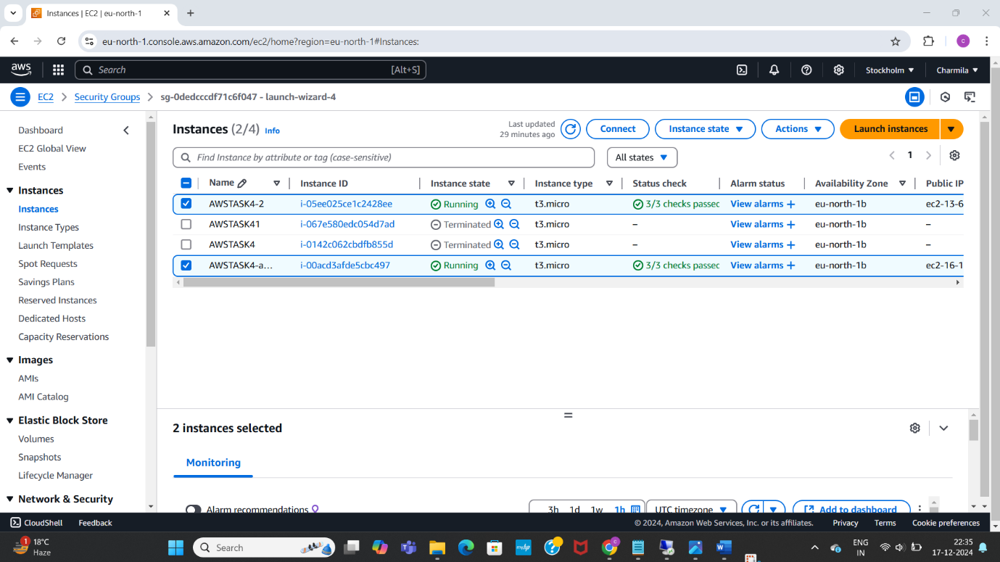 Instances | EC2 | eu-north-1
eu-north-1.console.aws.amazon.com/ec2/home?region=eu-north-1#Instances:
C
aws
Search [Alt+S]
Stockholm
Charmila
EC2
Security Groups
sg-0dedcccdf71c6f047 - launch-wizard-4
Dashboard
EC2 Global View
Events
Instances
Instances
Instance Types
Launch Templates
Spot Requests
Savings Plans
Reserved Instances
Dedicated Hosts
Capacity Reservations
Images
AMIs
AMI Catalog
Elastic Block Store
Volumes
Snapshots
Lifecycle Manager
Network & Security
Instances (2/4) Info
Last updated
29 minutes ago
Connect
Instance state
Actions
Launch instances
Find Instance by attribute or tag (case-sensitive)
All states
1
Name Instance ID Instance state Instance type Status check Alarm status Availability Zone Public IP
AWSTASK4-2 i-05ee025ce1c2428ee Running t3.micro 3/3 checks passec View alarms + eu-north-1b ec2-13-6
AWSTASK41 i-067e580edc054d7ad Terminated t3.micro – View alarms + eu-north-1b –
AWSTASK4 i-0142c062cbdfb855d Terminated t3.micro – View alarms + eu-north-1b –
AWSTASK4-a... i-00acd3afde5cbc497 Running t3.micro 3/3 checks passec View alarms + eu-north-1b ec2-16-1
2 instances selected
Monitoring
Alarm recommendations
3h 1d 1w 1h
UTC timezone
Add to dashboard
CloudShell Feedback
© 2024, Amazon Web Services, Inc. or its affiliates. Privacy Terms Cookie preferences
1
18°C
Haze
Search
myhp
C
ENG
IN
22:35
17-12-2024